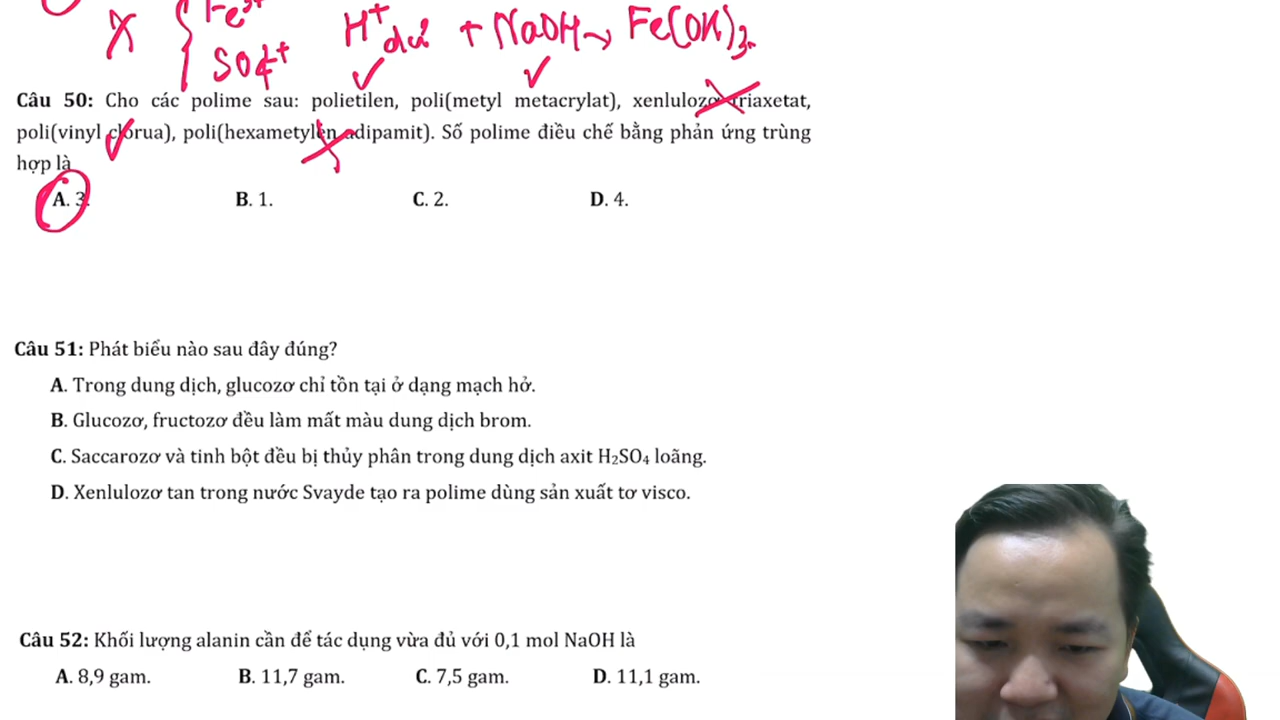 X { Fe³⁺ H⁺ dư + NaOH → Fe(OH)₃
SO₄
Câu 50: Cho các polime sau: polietilen, poli(metyl metacrylat), xenlulozơ triaxetat,
poli(vinyl clorua), poli(hexametylen adipamit). Số polime điều chế bằng phản ứng trùng
hợp là
A. 3. B. 1. C. 2. D. 4.
Câu 51: Phát biểu nào sau đây đúng?
A. Trong dung dịch, glucozơ chỉ tồn tại ở dạng mạch hở.
B. Glucozơ, fructozơ đều làm mất màu dung dịch brom.
C. Saccarozơ và tinh bột đều bị thủy phân trong dung dịch axit H₂SO₄ loãng.
D. Xenlulozơ tan trong nước Svayde tạo ra polime dùng sản xuất tơ visco.
Câu 52: Khối lượng alanin cần để tác dụng vừa đủ với 0,1 mol NaOH là
A. 8,9 gam. B. 11,7 gam. C. 7,5 gam. D. 11,1 gam.